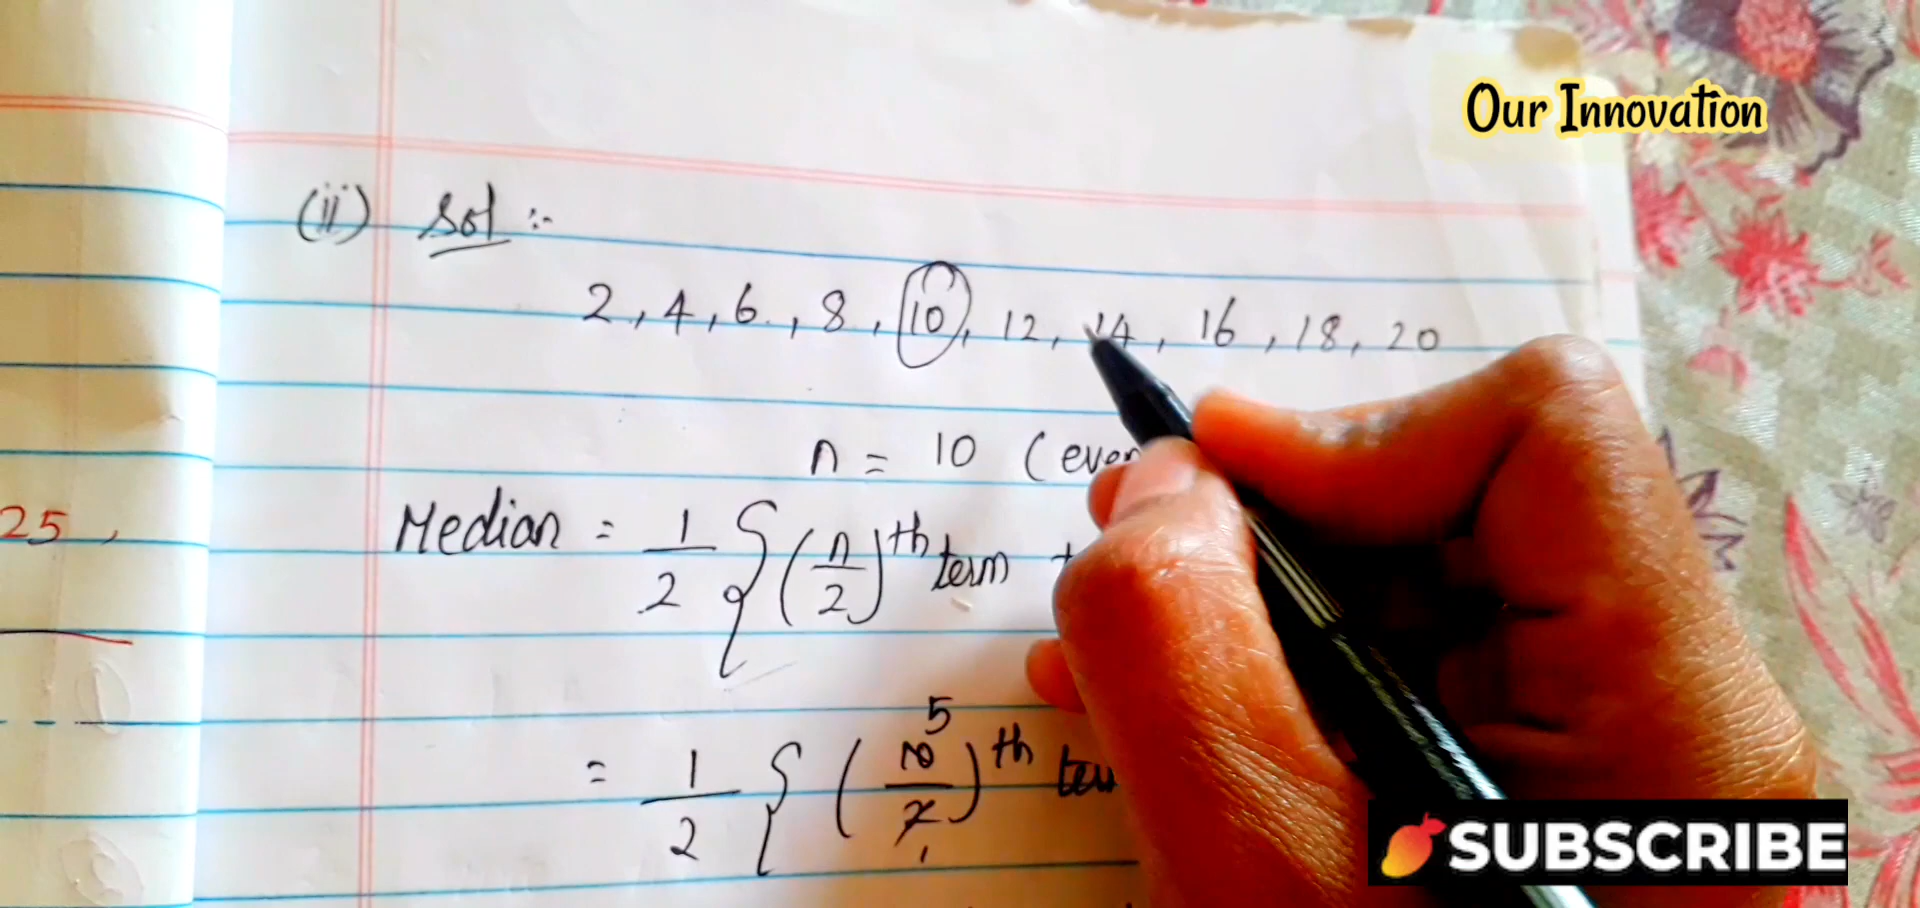 Our Innovation
(ii) Sol :-
2, 4, 6, 8, 10, 12, 14, 16, 18, 20
n = 10 (even
25,
Median = 1/2 { (n/2)th term +
= 1/2 { (10/2)th 5 1
SUBSCRIBE